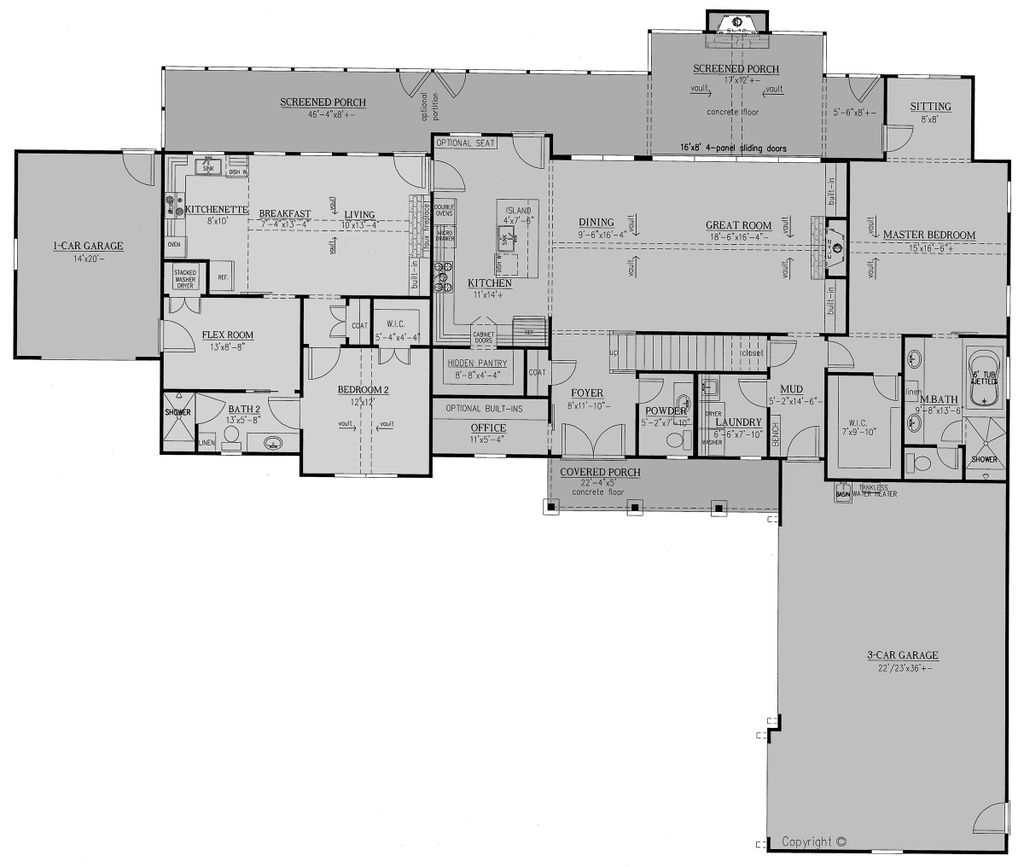 SCREENED PORCH
17'x12'+-
vault
vault
concrete floor
SCREENED PORCH
46'-4"x8'+-
optional
partition
5'-6"x8'+-
SITTING
8'x8'
16'x8' 4-panel sliding doors
OPTIONAL SEAT
SINK
DISH W.
KITCHENETTE
8'x10'
BREAKFAST
7'-4"x13'-4"
LIVING
10'x13'-4"
vault
vault
faux fireplace
built-in
OVEN
REF.
STACKED
WASHER
DRYER
1-CAR GARAGE
14'x20'-
DOUBLE
OVENS
MICRO
DRAWER
ISLAND
4'x7'-6"
SINK
DISH W.
KITCHEN
11'x14'+
CABINET
DOORS
REF.
DINING
9'-6"x16'-4"
vault
vault
GREAT ROOM
18'-6"x16'-4"
vault
vault
built-in
built-in
MASTER BEDROOM
15'x16'-6"+
vault
vault
FLEX ROOM
13'x8'-8"
COAT
W.I.C.
5'-4"x4'-4"
HIDDEN PANTRY
8'-8"x4'-4"
COAT
up
closet
BEDROOM 2
12'x12'
vault
vault
OPTIONAL BUILT-INS
OFFICE
11'x5'-4"
FOYER
8'x11'-10"
POWDER
5'-2"x7'-10"
DRYER
WASHER
LAUNDRY
6'-6"x7'-10"
MUD
5'-2"x14'-6"
BENCH
W.I.C.
7'x9'-10"
linen
M.BATH
9'-8"x13'-6"
6' TUB
JETTED
SHOWER
SHOWER
BATH 2
13'x5'-8"
LINEN
COVERED PORCH
22'-4"x5'
concrete floor
BASIN
TANKLESS
WATER HEATER
3-CAR GARAGE
22'/23'x36'+-
Copyright ©